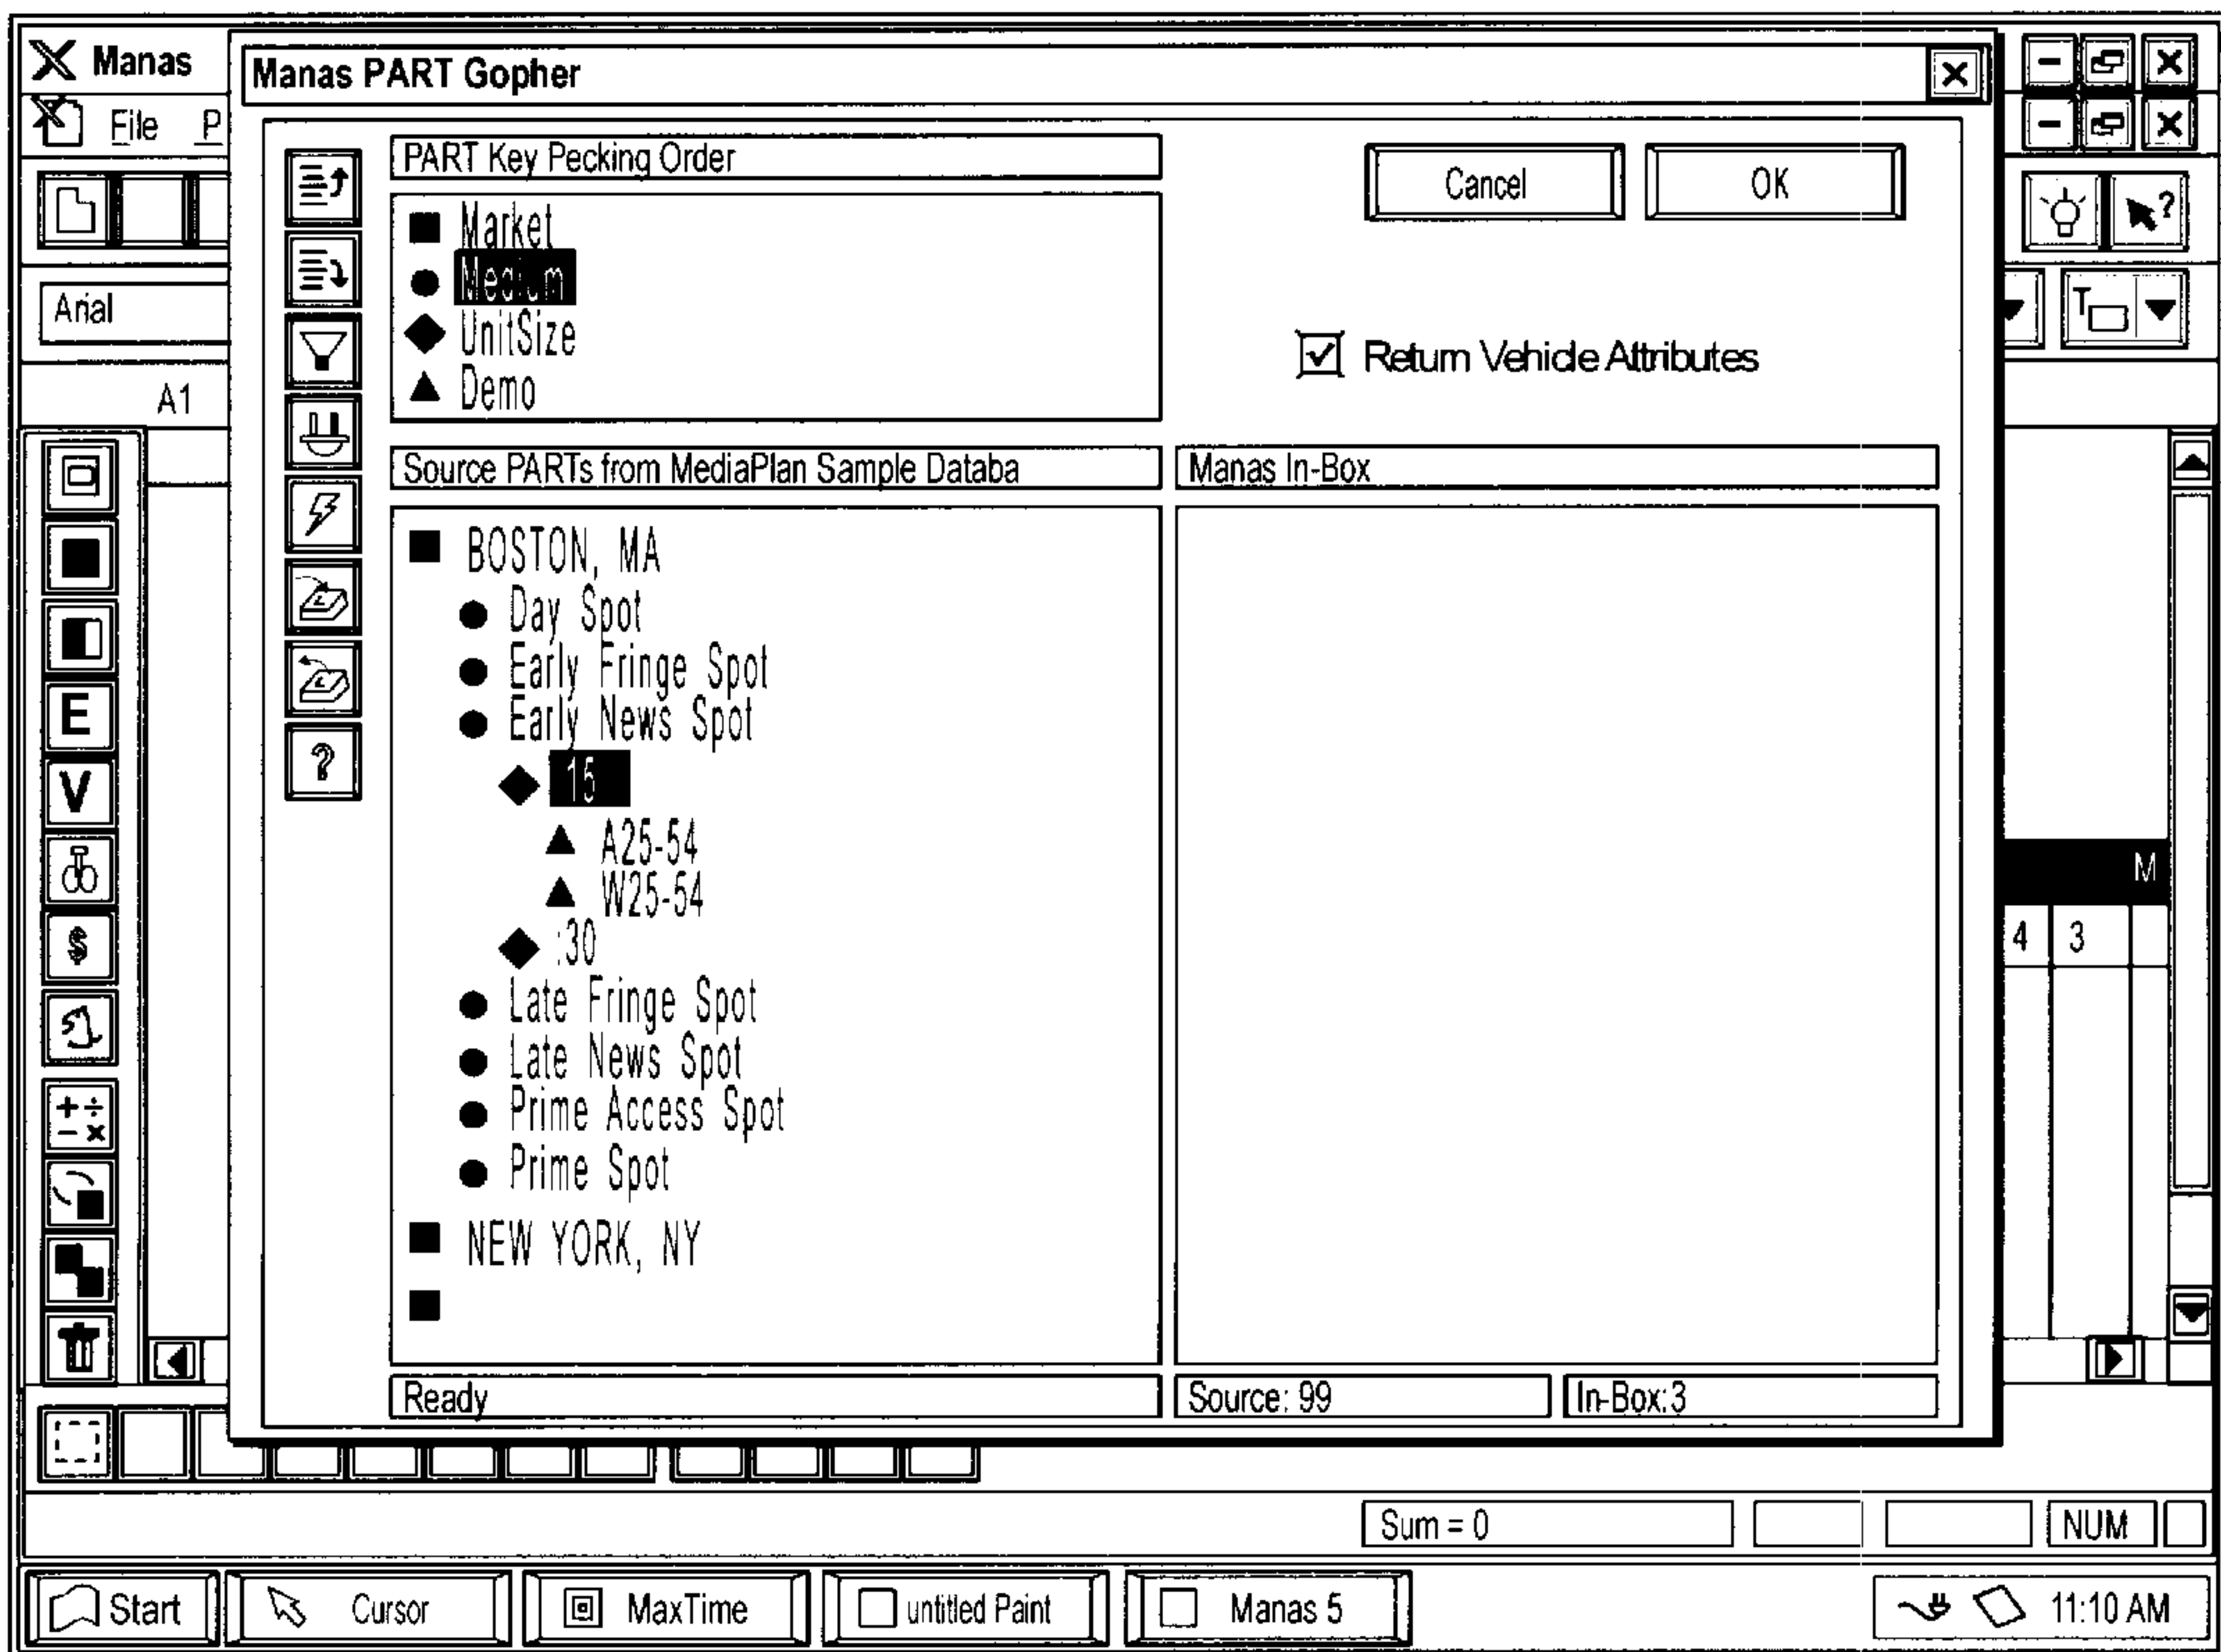 Manas
Manas PART Gopher
File P
PART Key Pecking Order
Cancel
OK
Market
Medium
UnitSize
Demo
Arial
Return Vehicle Attributes
A1
Source PARTs from MediaPlan Sample Databa
Manas In-Box
BOSTON, MA
Day Spot
Early Fringe Spot
Early News Spot
15
A25-54
W25-54
:30
Late Fringe Spot
Late News Spot
Prime Access Spot
Prime Spot
NEW YORK, NY
E
V
$
M
4 3
Ready
Source: 99
In-Box:3
Sum = 0
NUM
Start
Cursor
MaxTime
untitled Paint
Manas 5
11:10 AM